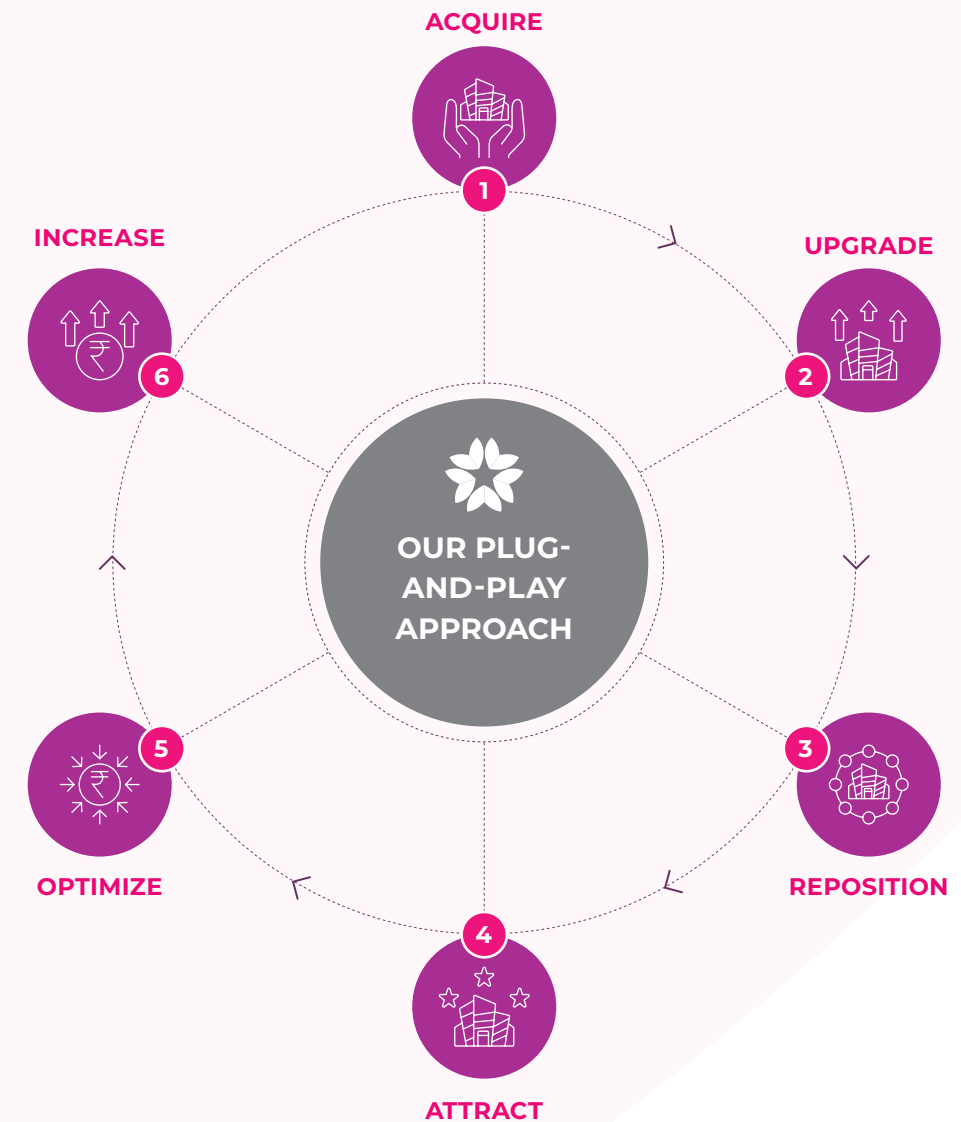 ACQUIRE
1
UPGRADE
2
3
REPOSITION
4
ATTRACT
5
OPTIMIZE
INCREASE
6
OUR PLUG-
AND-PLAY
APPROACH
₹
₹